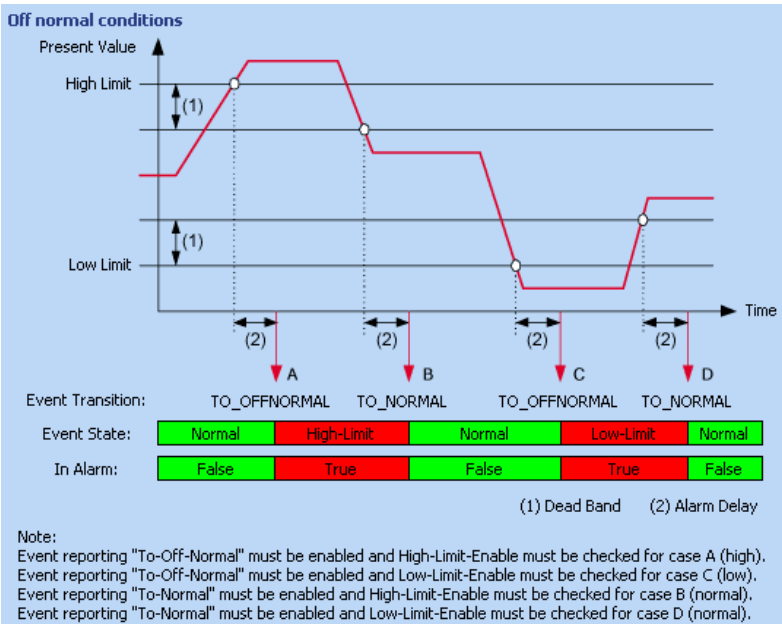 Off normal conditions
Present Value
High Limit
(1)
(1)
Low Limit
Time
(2) (2) (2) (2)
A B C D
Event Transition: TO_OFFNORMAL TO_NORMAL TO_OFFNORMAL TO_NORMAL
Event State: Normal High-Limit Normal Low-Limit Normal
In Alarm: False True False True False
(1) Dead Band (2) Alarm Delay
Note:
Event reporting "To-Off-Normal" must be enabled and High-Limit-Enable must be checked for case A (high).
Event reporting "To-Off-Normal" must be enabled and Low-Limit-Enable must be checked for case C (low).
Event reporting "To-Normal" must be enabled and High-Limit-Enable must be checked for case B (normal).
Event reporting "To-Normal" must be enabled and Low-Limit-Enable must be checked for case D (normal).